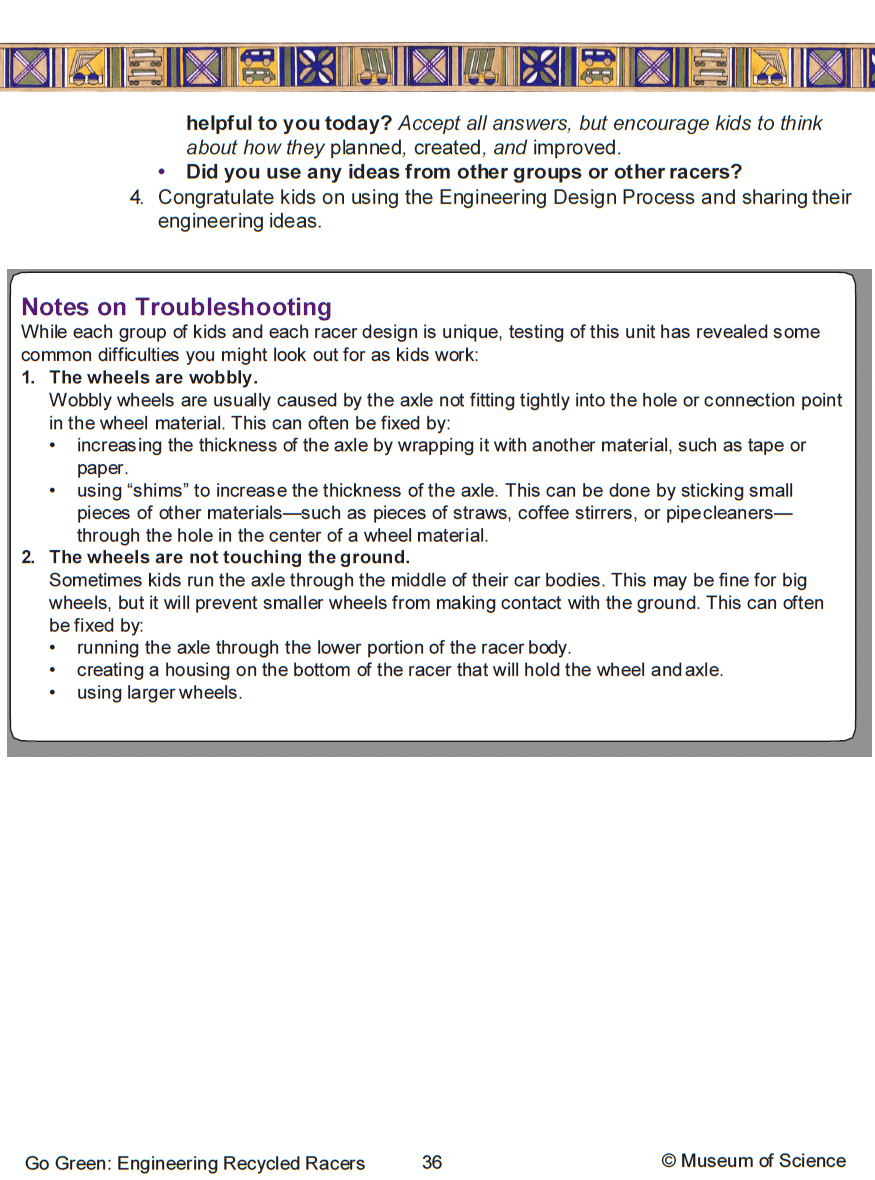 helpful to you today? Accept all answers, but encourage kids to think
about how they planned, created, and improved.
• Did you use any ideas from other groups or other racers?
4. Congratulate kids on using the Engineering Design Process and sharing their
engineering ideas.
Notes on Troubleshooting
While each group of kids and each racer design is unique, testing of this unit has revealed some
common difficulties you might look out for as kids work:
1. The wheels are wobbly.
Wobbly wheels are usually caused by the axle not fitting tightly into the hole or connection point
in the wheel material. This can often be fixed by:
• increasing the thickness of the axle by wrapping it with another material, such as tape or
paper.
• using “shims” to increase the thickness of the axle. This can be done by sticking small
pieces of other materials—such as pieces of straws, coffee stirrers, or pipecleaners—
through the hole in the center of a wheel material.
2. The wheels are not touching the ground.
Sometimes kids run the axle through the middle of their car bodies. This may be fine for big
wheels, but it will prevent smaller wheels from making contact with the ground. This can often
be fixed by:
• running the axle through the lower portion of the racer body.
• creating a housing on the bottom of the racer that will hold the wheel and axle.
• using larger wheels.
Go Green: Engineering Recycled Racers 36 © Museum of Science